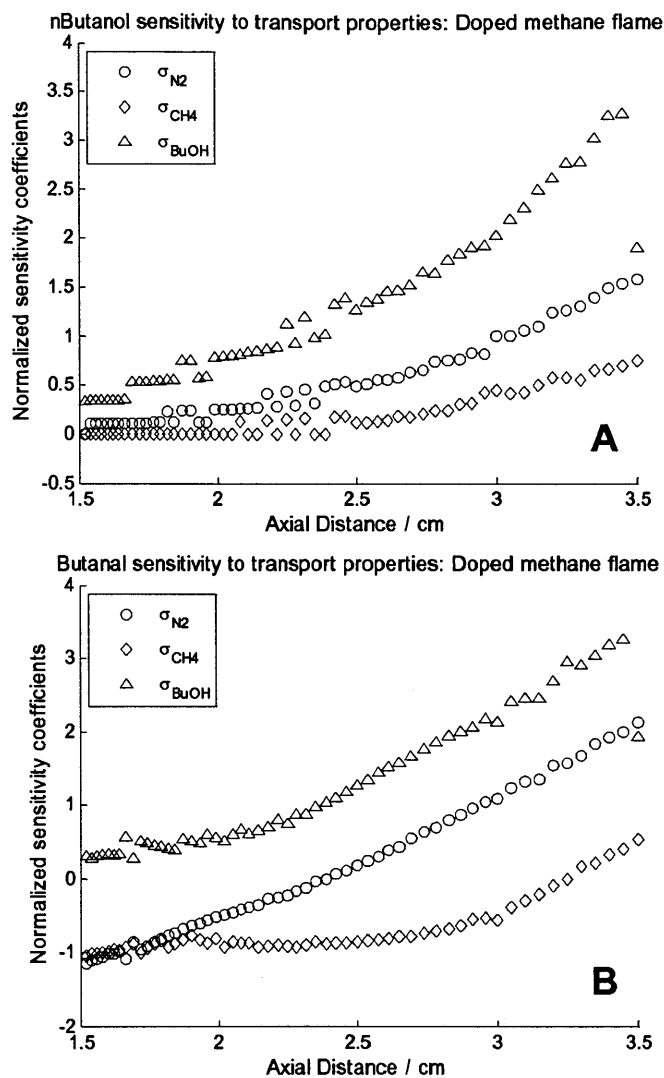 nButanol sensitivity to transport properties: Doped methane flame
4
3.5
3
2.5
2
1.5
1
0.5
0
-0.5
Normalized sensitivity coefficients
σN2
σCH4
σBuOH
A
1.5 2 2.5 3 3.5
Axial Distance / cm
Butanal sensitivity to transport properties: Doped methane flame
4
3
2
1
0
-1
-2
Normalized sensitivity coefficients
σN2
σCH4
σBuOH
B
1.5 2 2.5 3 3.5
Axial Distance / cm